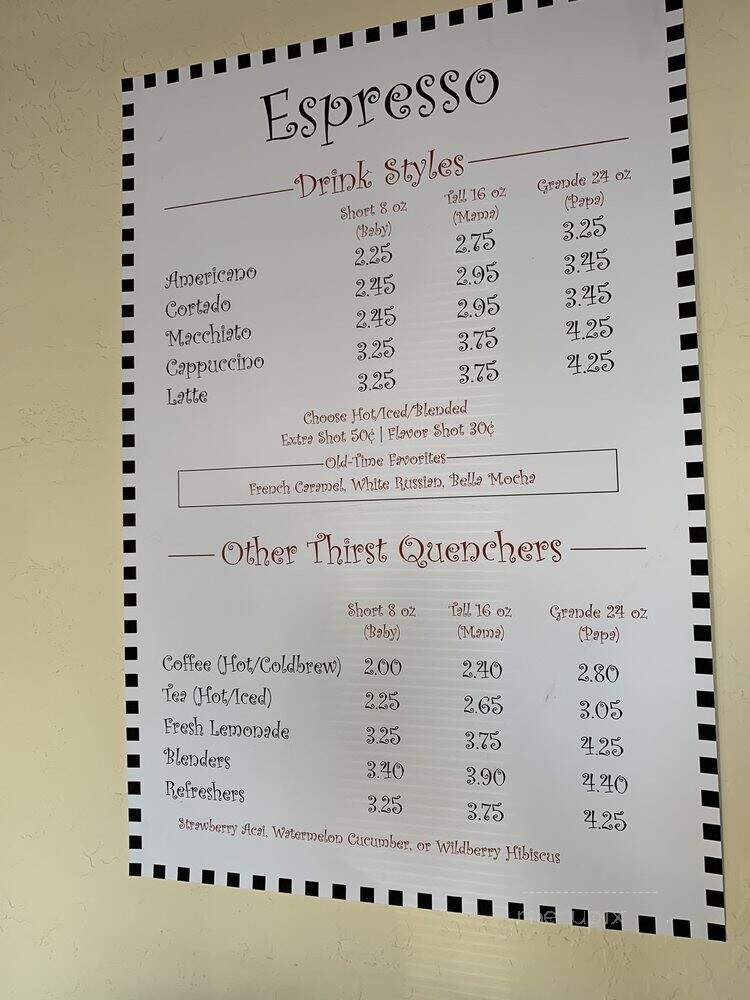 Espresso
Drink Styles
Short 8 oz (Baby) Tall 16 oz (Mama) Grande 24 oz (Papa)
Americano 2.25 2.75 3.25
Cortado 2.45 2.95 3.45
Macchiato 2.45 2.95 3.45
Cappuccino 3.25 3.75 4.25
Latte 3.25 3.75 4.25
Choose Hot/Iced/Blended
Extra Shot 50¢ | Flavor Shot 30¢
Old-Time Favorites
French Caramel, White Russian, Bella Mocha
Other Thirst Quenchers
Short 8 oz (Baby) Tall 16 oz (Mama) Grande 24 oz (Papa)
Coffee (Hot/Coldbrew) 2.00 2.40 2.80
Tea (Hot/Iced) 2.25 2.65 3.05
Fresh Lemonade 3.25 3.75 4.25
Blenders 3.40 3.90 4.40
Refreshers 3.25 3.75 4.25
Strawberry Acai, Watermelon Cucumber, or Wildberry Hibiscus
menupix